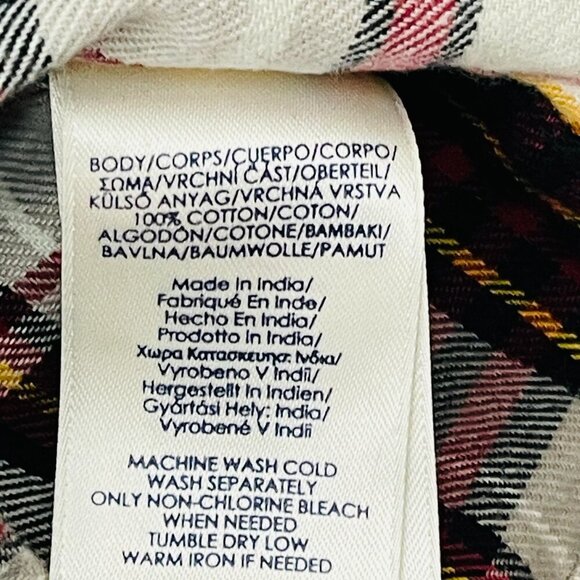 BODY/CORPS/CUERPO/CORPO/
ΣΩΜΑ/VRCHNÍ ČÁST/OBERTEIL/
KÜLSŐ ANYAG/VRCHNÁ VRSTVA
100% COTTON/COTON/
ALGODÓN/COTONE/BAMBAKI/
BAVLNA/BAUMWOLLE/PAMUT
Made In India/
Fabriqué En Inde/
Hecho En India/
Prodotto In India/
Χωρα Κατασκευησ: Ινδια/
Vyrobeno V Indii/
Hergestellt In Indien/
Gyártási Hely: India/
Vyrobené V Indii
MACHINE WASH COLD
WASH SEPARATELY
ONLY NON-CHLORINE BLEACH
WHEN NEEDED
TUMBLE DRY LOW
WARM IRON IF NEEDED